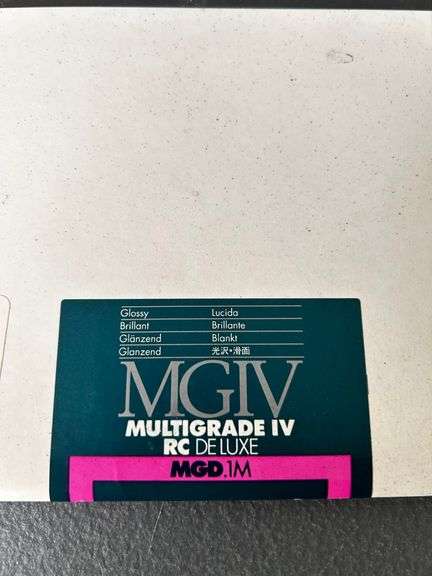 Glossy Lucida
Brillant Brillante
Glänzend Blankt
Glanzend 光沢・滑面
MGIV
MULTIGRADE IV
RC DE LUXE
MGD.1M